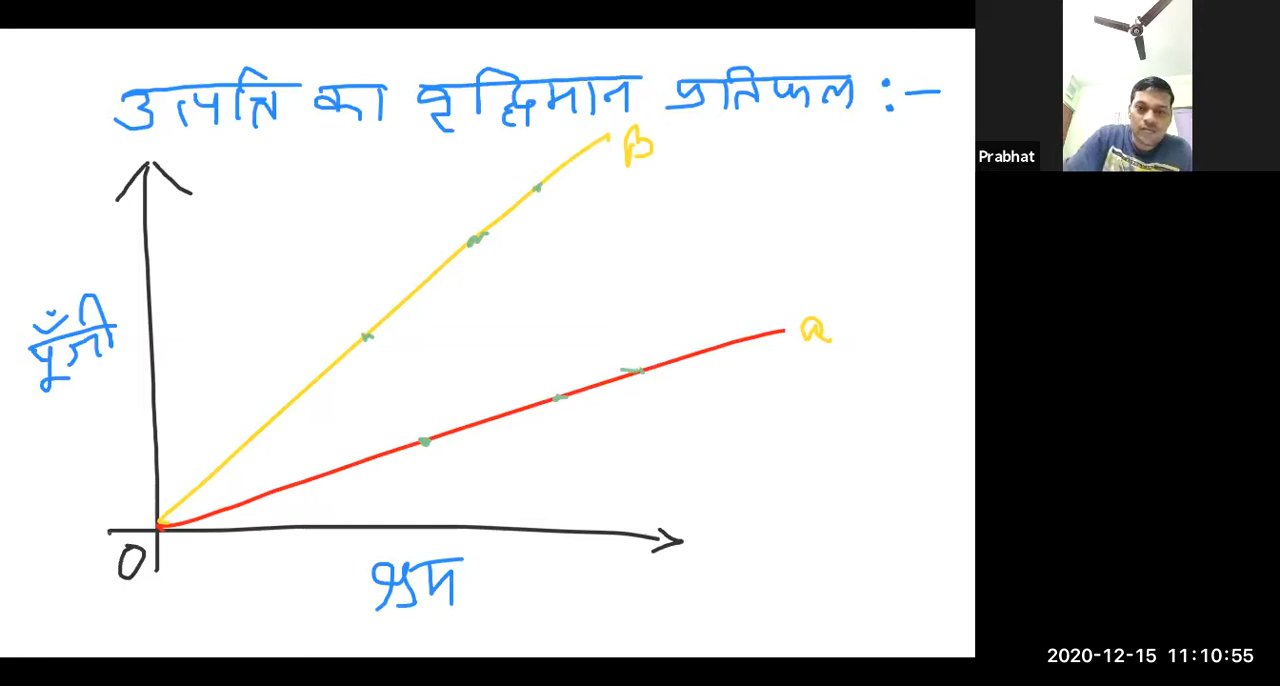 उत्पत्ति का वृद्धिमान प्रतिफल :-
β
Prabhat
पूँजी
α
O
श्रम
2020-12-15 11:10:55